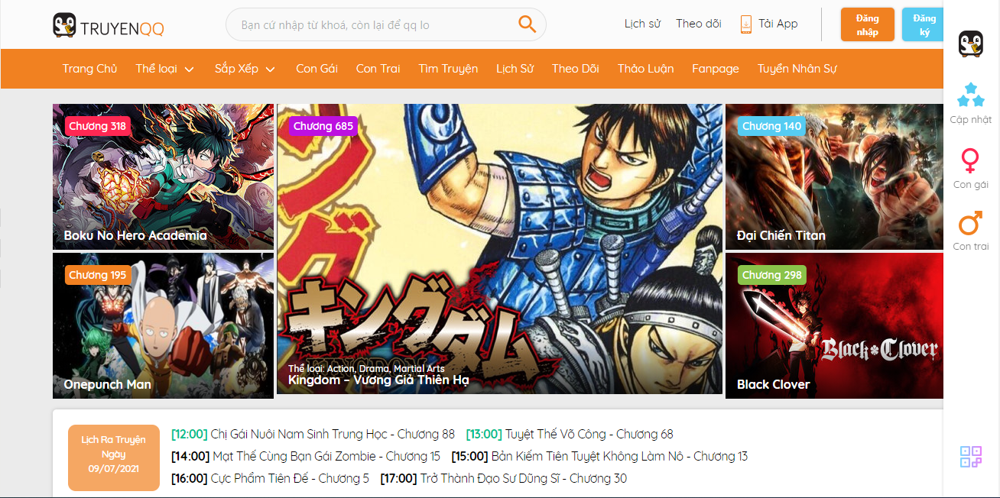 TRUYENQQ
Bạn cứ nhập từ khoá, còn lại để qq lo
Lịch sử Theo dõi Tải App
Đăng nhập
Đăng ký
Trang Chủ Thể loại Sắp Xếp Con Gái Con Trai Tìm Truyện Lịch Sử Theo Dõi Thảo Luận Fanpage Tuyển Nhân Sự
Chương 318
Boku No Hero Academia
Chương 685
キングダム
KINGDOM
Thể loại: Action, Drama, Martial Arts
Kingdom – Vương Giả Thiên Hạ
Chương 140
Đại Chiến Titan
Chương 195
Onepunch Man
Chương 298
Black Clover
Black Clover
Cập nhật
Con gái
Con trai
Lịch Ra Truyện
Ngày
09/07/2021
[12:00] Chị Gái Nuôi Nam Sinh Trung Học - Chương 88 [13:00] Tuyệt Thế Võ Công - Chương 68
[14:00] Mạt Thế Cùng Bạn Gái Zombie - Chương 15 [15:00] Bản Kiếm Tiên Tuyệt Không Làm Nô - Chương 13
[16:00] Cực Phẩm Tiên Đế - Chương 5 [17:00] Trở Thành Đạo Sư Dũng Sĩ - Chương 30